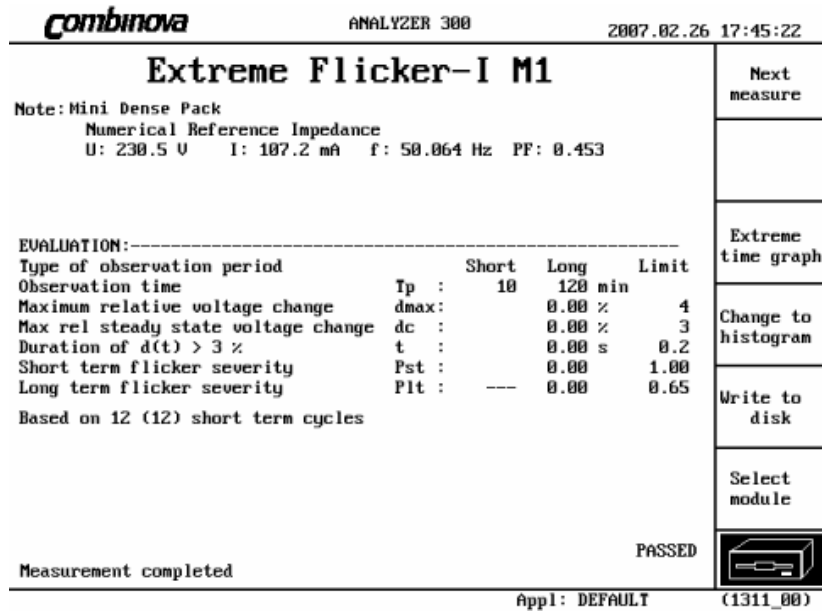 Combinova ANALYZER 300 2007.02.26 17:45:22
Extreme Flicker-I M1
Note: Mini Dense Pack
Numerical Reference Impedance
U: 230.5 V I: 107.2 mA f: 50.064 Hz PF: 0.453
EVALUATION:------------------------------------------------------
Type of observation period Short Long Limit
Observation time Tp : 10 120 min
Maximum relative voltage change dmax: 0.00 % 4
Max rel steady state voltage change dc : 0.00 % 3
Duration of d(t) > 3 % t : 0.00 s 0.2
Short term flicker severity Pst : 0.00 1.00
Long term flicker severity Plt : --- 0.00 0.65
Based on 12 (12) short term cycles
PASSED
Measurement completed
Appl: DEFAULT (1311_00)
Next
measure
Extreme
time graph
Change to
histogram
Write to
disk
Select
module